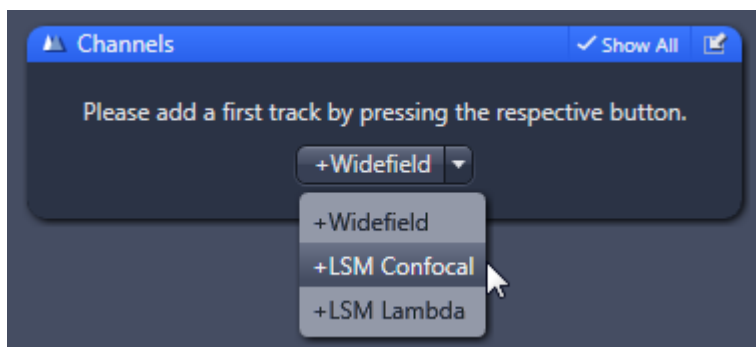 Channels
Show All
Please add a first track by pressing the respective button.
+Widefield
+Widefield
+LSM Confocal
+LSM Lambda